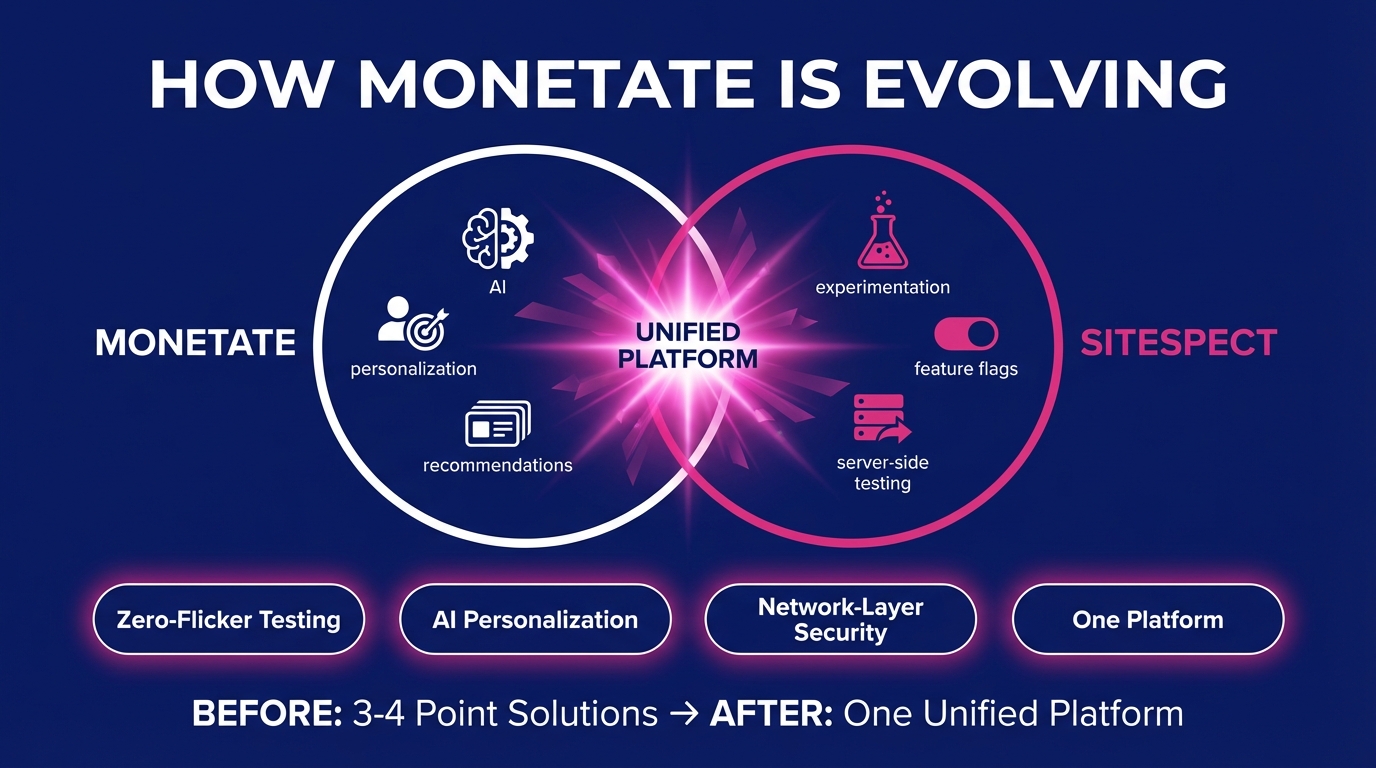 HOW MONETATE IS EVOLVING
AI
personalization
recommendations
MONETATE
UNIFIED
PLATFORM
experimentation
feature flags
server-side
testing
SITESPECT
Zero-Flicker Testing
AI Personalization
Network-Layer
Security
One Platform
BEFORE: 3-4 Point Solutions → AFTER: One Unified Platform